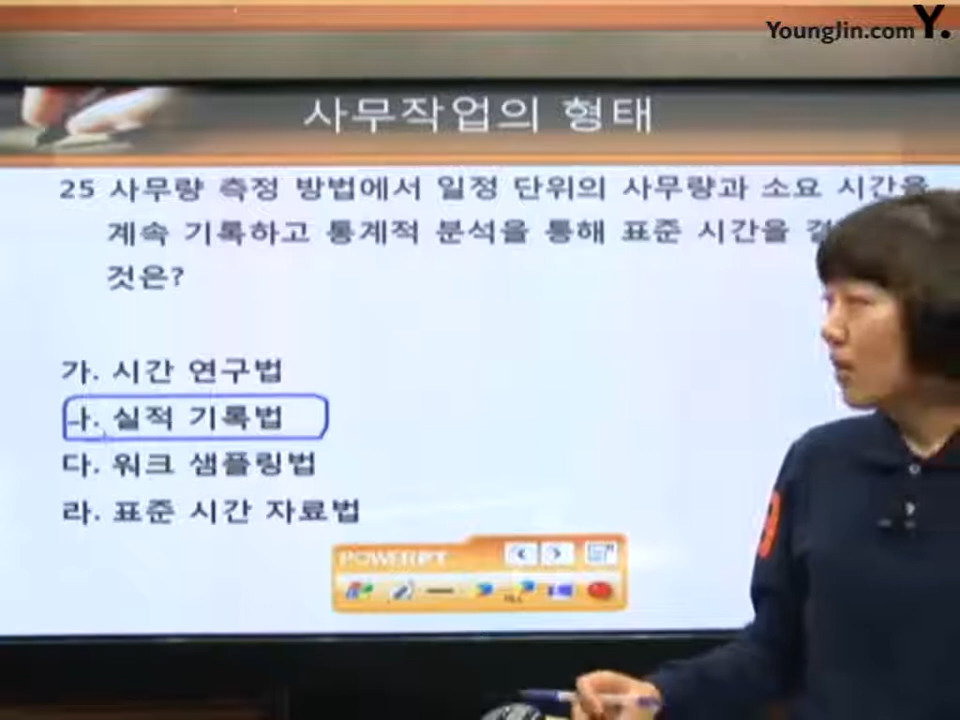 YoungJin.com Y.
사무작업의 형태
25 사무량 측정 방법에서 일정 단위의 사무량과 소요 시간을
계속 기록하고 통계적 분석을 통해 표준 시간을
것은?
가. 시간 연구법
나. 실적 기록법
다. 워크 샘플링법
라. 표준 시간 자료법